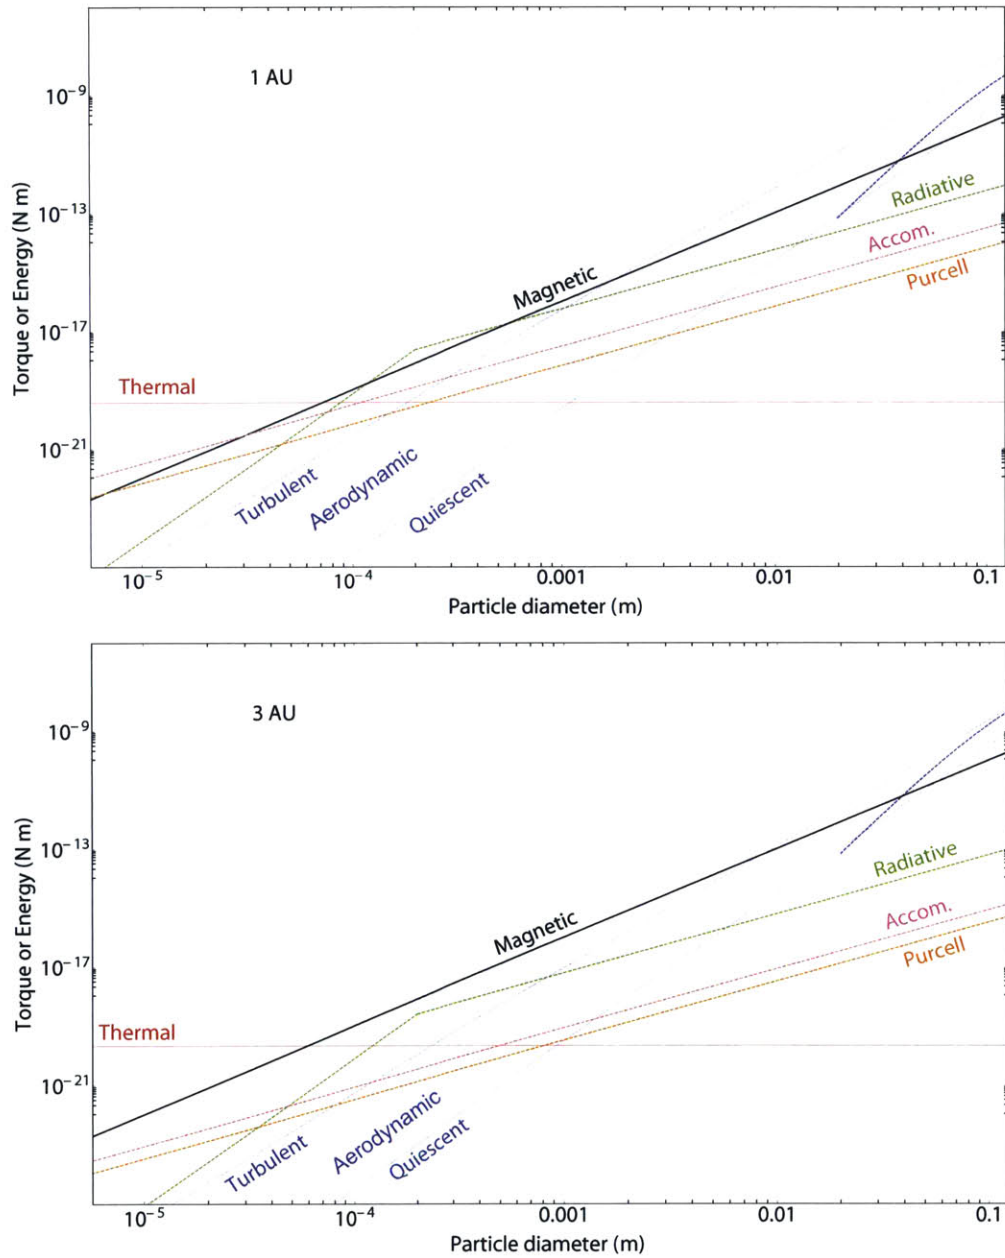 1 AU
10⁻⁹
Radiative
10⁻¹³
Accom.
Purcell
Magnetic
10⁻¹⁷
Thermal
10⁻²¹
Turbulent
Aerodynamic
Quiescent
Torque or Energy (N m)
10⁻⁵
10⁻⁴
0.001
0.01
0.1
Particle diameter (m)
3 AU
10⁻⁹
10⁻¹³
Radiative
Accom.
Magnetic
Purcell
10⁻¹⁷
Thermal
10⁻²¹
Turbulent
Aerodynamic
Quiescent
Torque or Energy (N m)
10⁻⁵
10⁻⁴
0.001
0.01
0.1
Particle diameter (m)